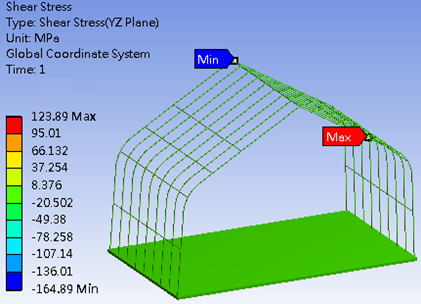 Shear Stress
Type: Shear Stress(YZ Plane)
Unit: MPa
Global Coordinate System
Time: 1
Min
Max
123.89 Max
95.01
66.132
37.254
8.376
-20.502
-49.38
-78.258
-107.14
-136.01
-164.89 Min